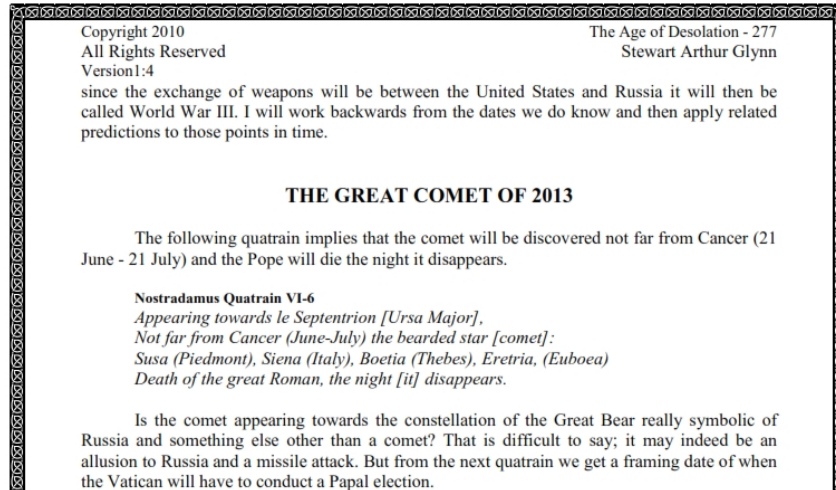 Copyright 2010
The Age of Desolation - 277
All Rights Reserved
Stewart Arthur Glynn
Version1:4
since the exchange of weapons will be between the United States and Russia it will then be
called World War III. I will work backwards from the dates we do know and then apply related
predictions to those points in time.
THE GREAT COMET OF 2013
The following quatrain implies that the comet will be discovered not far from Cancer (21
June - 21 July) and the Pope will die the night it disappears.
Nostradamus Quatrain VI-6
Appearing towards le Septentrion [Ursa Major],
Not far from Cancer (June-July) the bearded star [comet]:
Susa (Piedmont), Siena (Italy), Boetia (Thebes), Eretria, (Euboea)
Death of the great Roman, the night [it] disappears.
Is the comet appearing towards the constellation of the Great Bear really symbolic of
Russia and something else other than a comet? That is difficult to say; it may indeed be an
allusion to Russia and a missile attack. But from the next quatrain we get a framing date of when
the Vatican will have to conduct a Papal election.